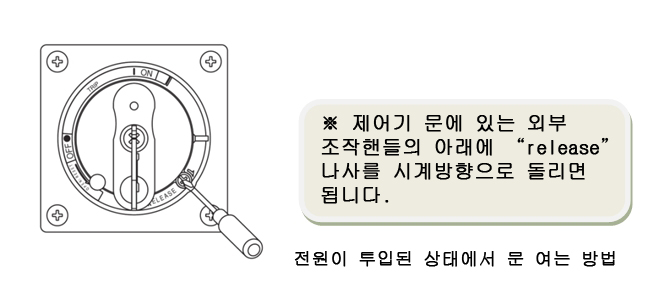 ON
TRIP
OFF
RELEASE
※ 제어기 문에 있는 외부
조작핸들의 아래에 “release”
나사를 시계방향으로 돌리면
됩니다.
전원이 투입된 상태에서 문 여는 방법